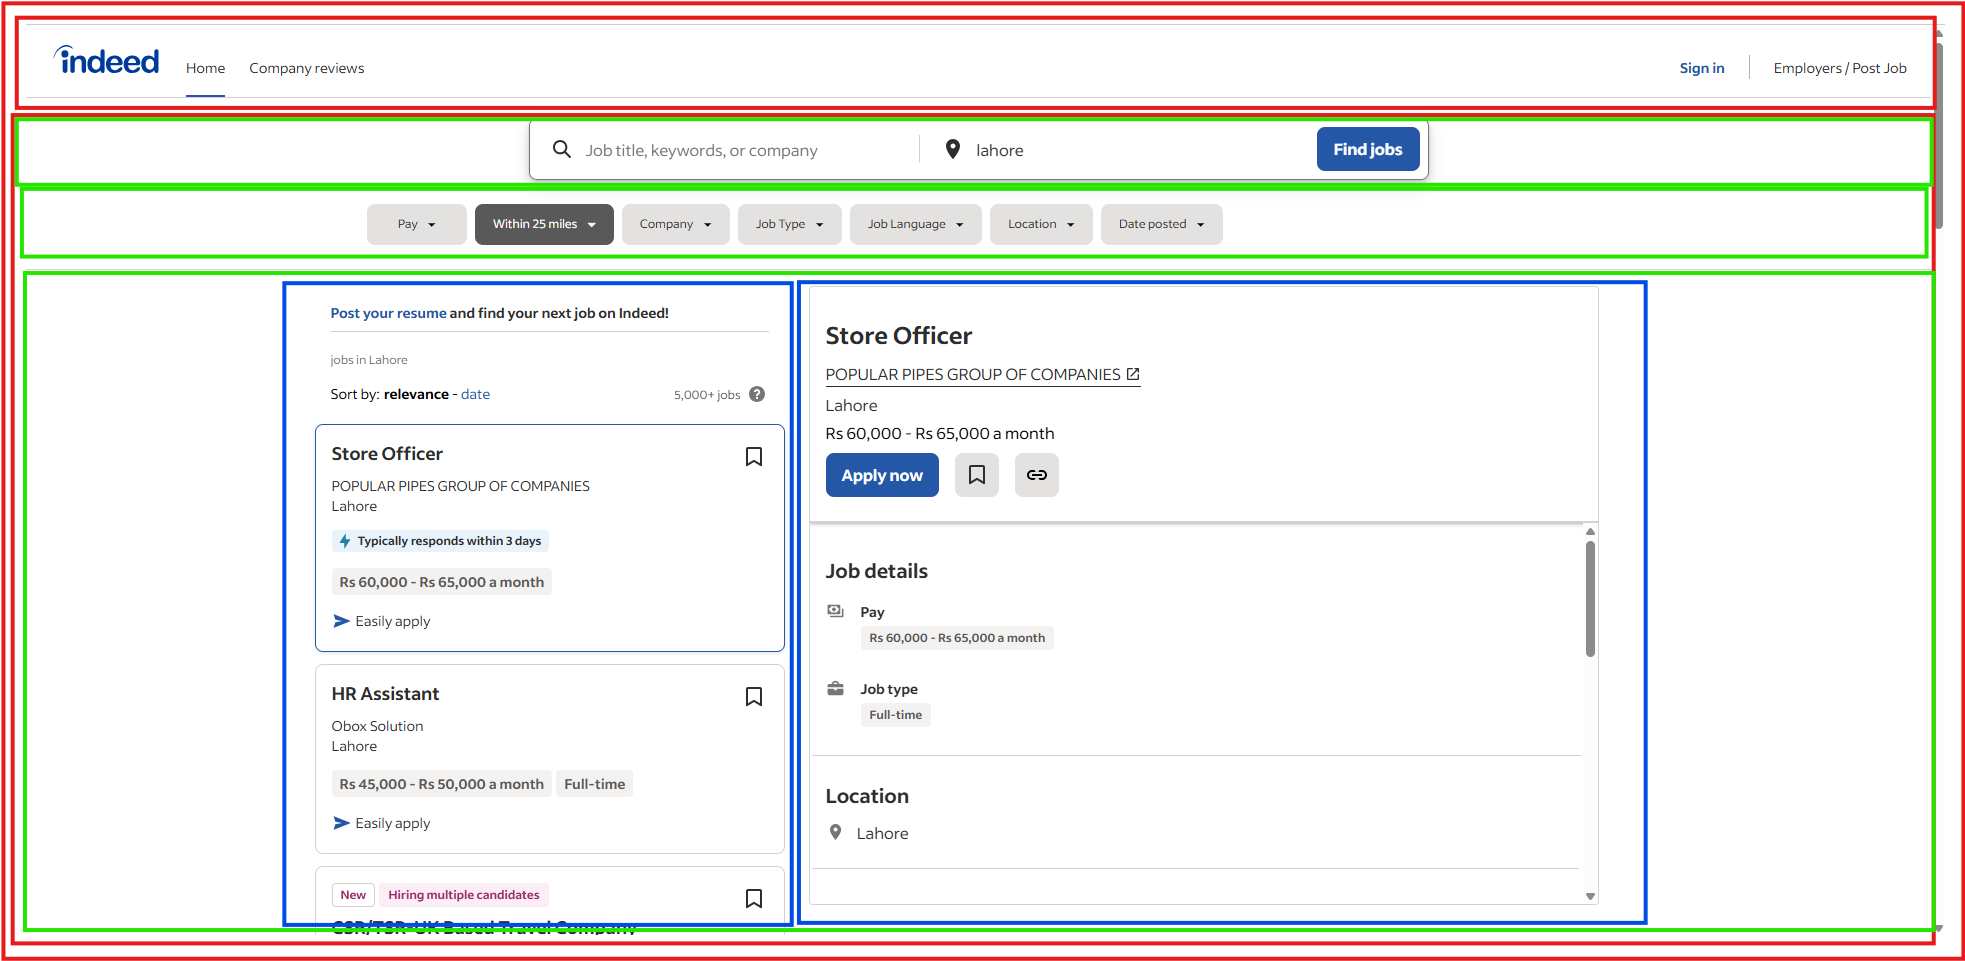 indeed
Home Company reviews Sign in Employers / Post Job
Job title, keywords, or company lahore Find jobs
Pay Within 25 miles Company Job Type Job Language Location Date posted
Post your resume and find your next job on Indeed!
jobs in Lahore
Sort by: relevance - date 5,000+ jobs ?
Store Officer
POPULAR PIPES GROUP OF COMPANIES
Lahore
Typically responds within 3 days
Rs 60,000 - Rs 65,000 a month
Easily apply
HR Assistant
Obox Solution
Lahore
Rs 45,000 - Rs 50,000 a month Full-time
Easily apply
New Hiring multiple candidates
CSR/TSR-UK Based Travel Company
Store Officer
POPULAR PIPES GROUP OF COMPANIES
Lahore
Rs 60,000 - Rs 65,000 a month
Apply now
Job details
Pay
Rs 60,000 - Rs 65,000 a month
Job type
Full-time
Location
Lahore